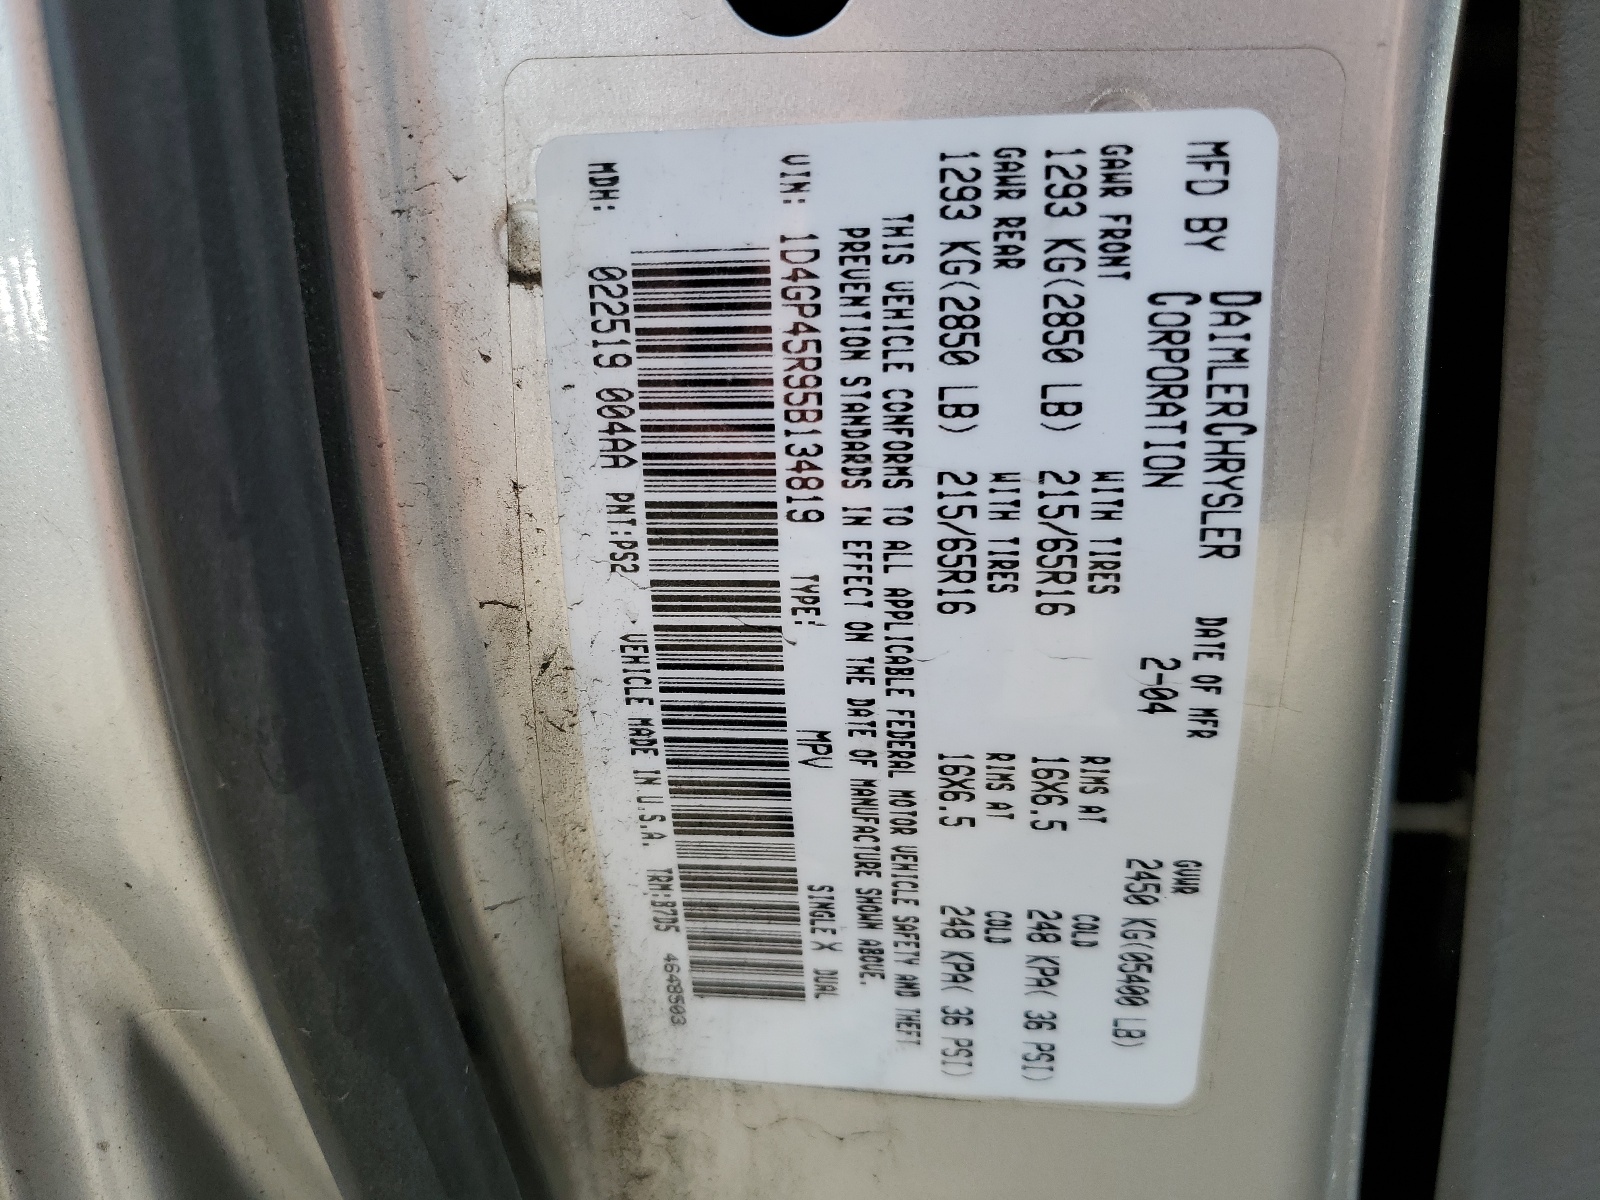 MFD BY DAIMLERCHRYSLER CORPORATION
DATE OF MFR 2-04
GVWR 2450 KG(05400 LB)
GAWR FRONT WITH TIRES RIMS AT COLD
1293 KG(2850 LB) 215/65R16 16X6.5 248 KPA( 36 PSI)
GAWR REAR WITH TIRES RIMS AT COLD
1293 KG(2850 LB) 215/65R16 16X6.5 248 KPA( 36 PSI)
THIS VEHICLE CONFORMS TO ALL APPLICABLE FEDERAL MOTOR VEHICLE SAFETY AND THEFT
PREVENTION STANDARDS IN EFFECT ON THE DATE OF MANUFACTURE SHOWN ABOVE.
VIN: 1D4GP45R95B134819 TYPE: MPV SINGLE X DUAL
MDH: 022519 004AA PNT:PS2 VEHICLE MADE IN U.S.A. TRM:B7D5 4648503